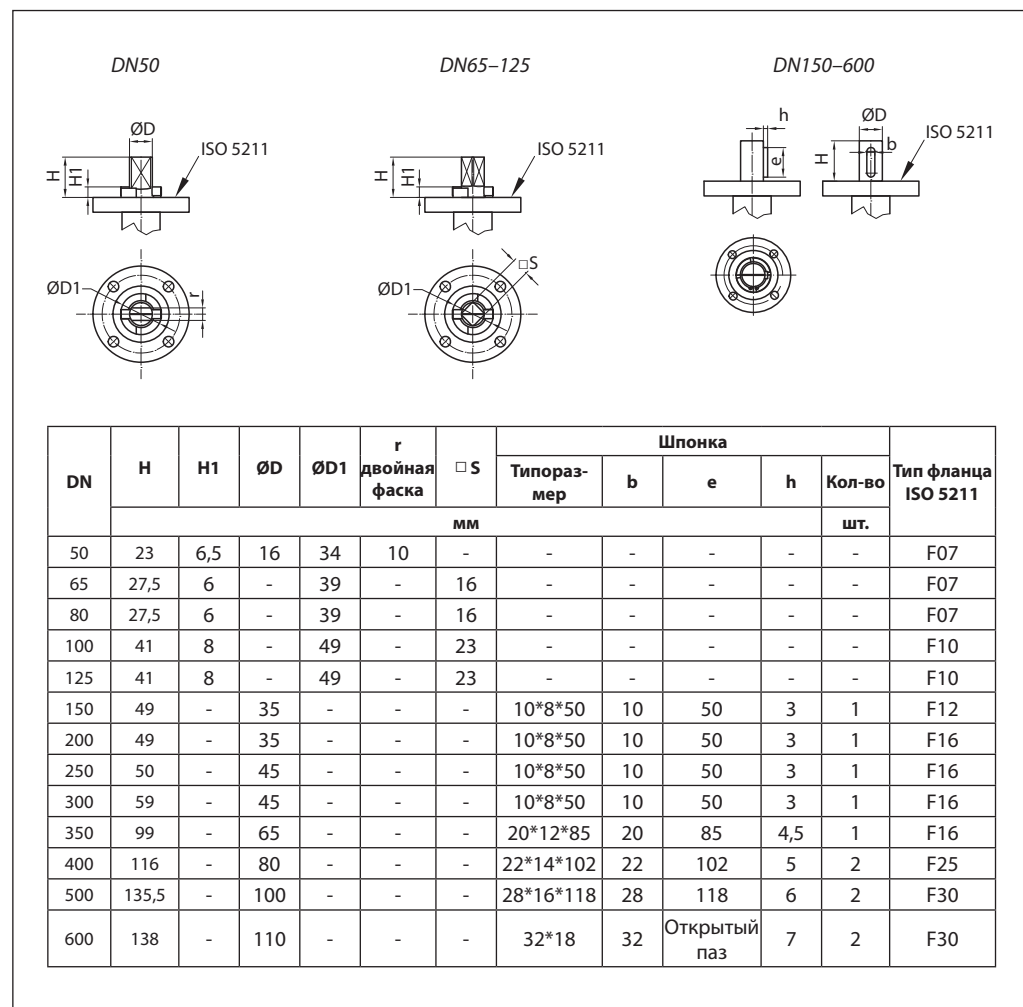 DN50 DN65–125 DN150–600
ØD ISO 5211 H H1
ISO 5211 H H1
h ØD ISO 5211 H e b
ØD1 r
ØD1 □S
DN H H1 ØD ØD1 r двойная фаска □ S Шпонка Тип фланца ISO 5211
Типораз-мер b e h Кол-во
мм шт.
50 23 6,5 16 34 10 - - - - - - F07
65 27,5 6 - 39 - 16 - - - - - F07
80 27,5 6 - 39 - 16 - - - - - F07
100 41 8 - 49 - 23 - - - - - F10
125 41 8 - 49 - 23 - - - - - F10
150 49 - 35 - - - 10*8*50 10 50 3 1 F12
200 49 - 35 - - - 10*8*50 10 50 3 1 F16
250 50 - 45 - - - 10*8*50 10 50 3 1 F16
300 59 - 45 - - - 10*8*50 10 50 3 1 F16
350 99 - 65 - - - 20*12*85 20 85 4,5 1 F16
400 116 - 80 - - - 22*14*102 22 102 5 2 F25
500 135,5 - 100 - - - 28*16*118 28 118 6 2 F30
600 138 - 110 - - - 32*18 32 Открытый паз 7 2 F30